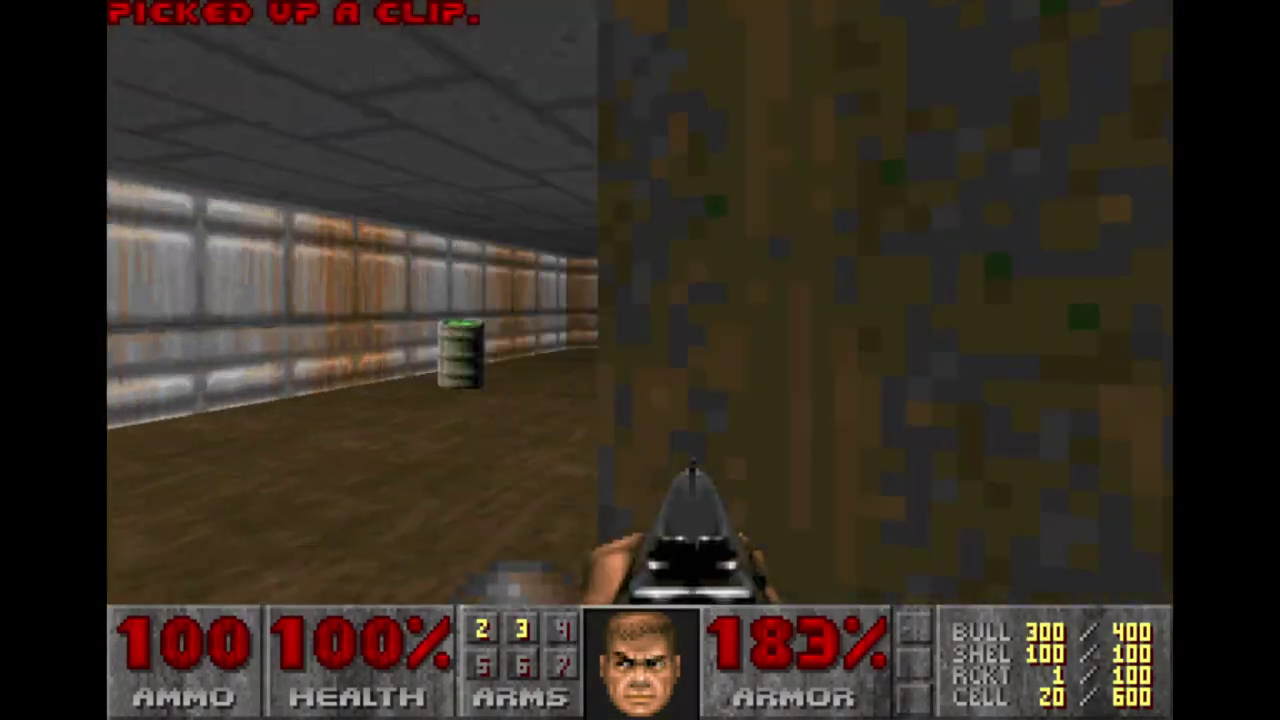 PICKED UP A CLIP.
100 100% 2 3 4 183% BULL 300 / 400
5 6 7 SHEL 100 / 100
RCKT 1 / 100
AMMO HEALTH ARMS ARMOR CELL 20 / 600